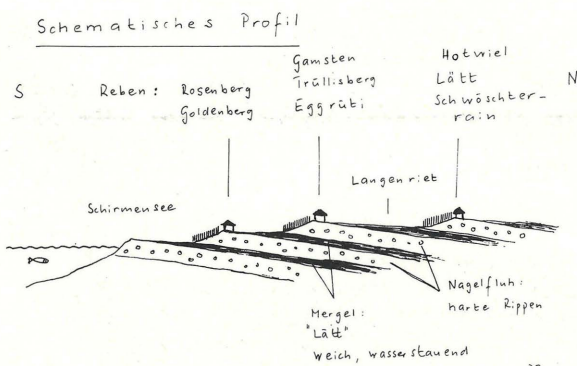 Schematisches Profil
S
Reben: Rosenberg
Goldenberg
Gamsten
Trüllisberg
Eggrüti
Hotwiel
Lätt
Schwöschter-
rain
N
Langenriet
Schirmensee
Mergel:
"Lätt"
weich, wasserstauend
Nagelfluh:
harte Rippen